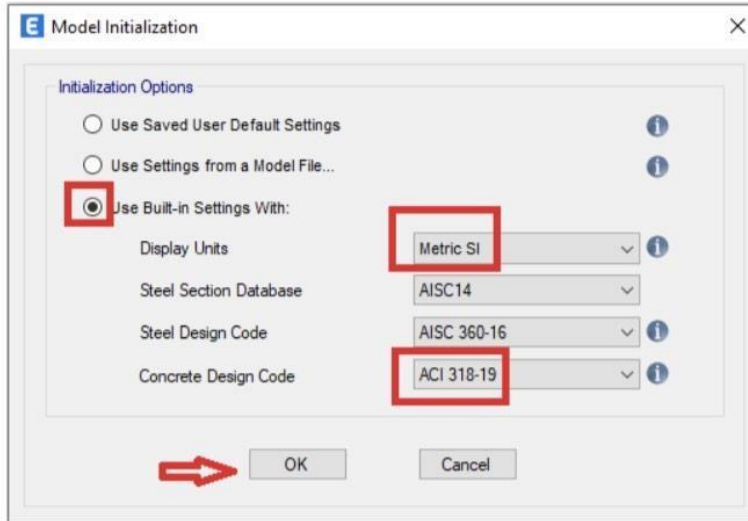 E Model Initialization
Initialization Options
Use Saved User Default Settings
Use Settings from a Model File...
Use Built-in Settings With:
Display Units Metric SI
Steel Section Database AISC14
Steel Design Code AISC 360-16
Concrete Design Code ACI 318-19
OK Cancel